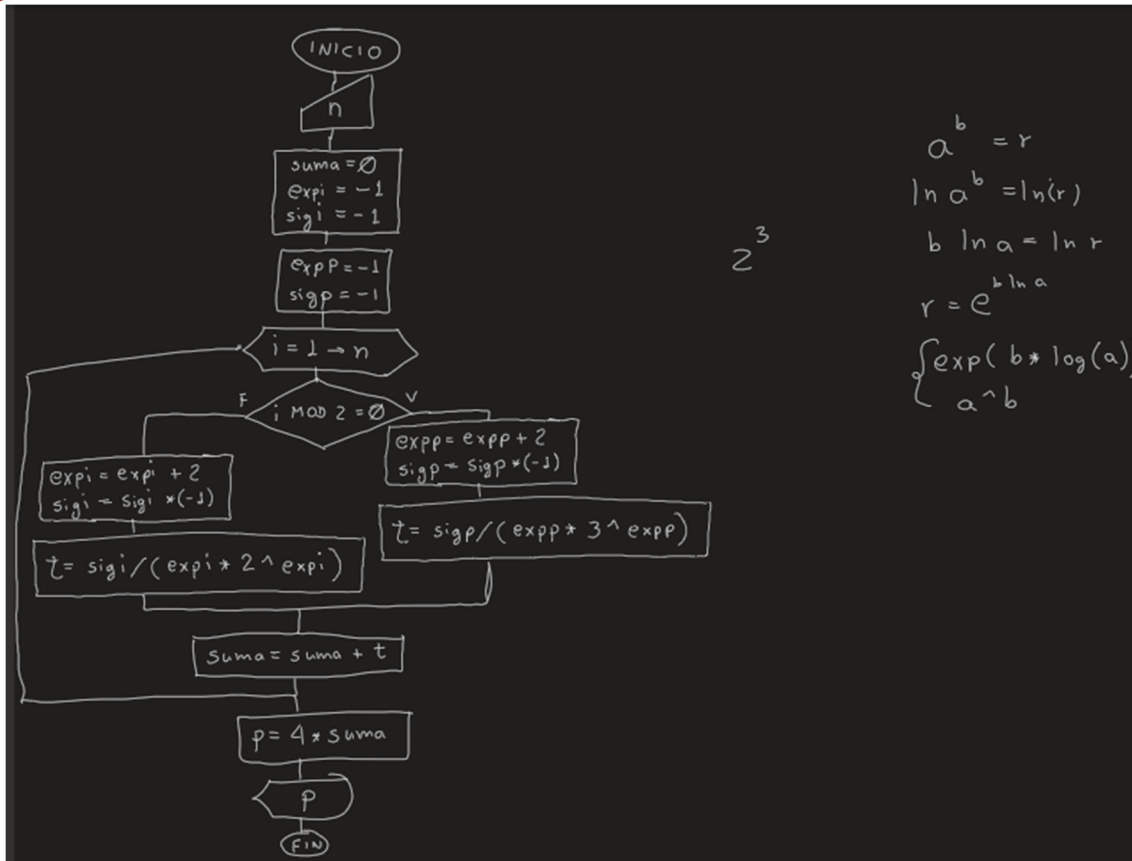 INICIO
n
suma = Ø
expi = -1
sigi = -1
expp = -1
sigp = -1
i = 1 → n
F
i MOD 2 = Ø
V
expi = expi + 2
sigi = sigi *(-1)
t= sigi/(expi* 2 ^ expi)
expp= expp + 2
sigp= sigp *(-1)
t= sigp/(expp* 3 ^ expp)
suma= suma + t
p= 4 * suma
p
FIN
2^3
a^b = r
ln a^b = ln(r)
b ln a = ln r
r = e^{b ln a}
exp( b* log(a)
a ^ b